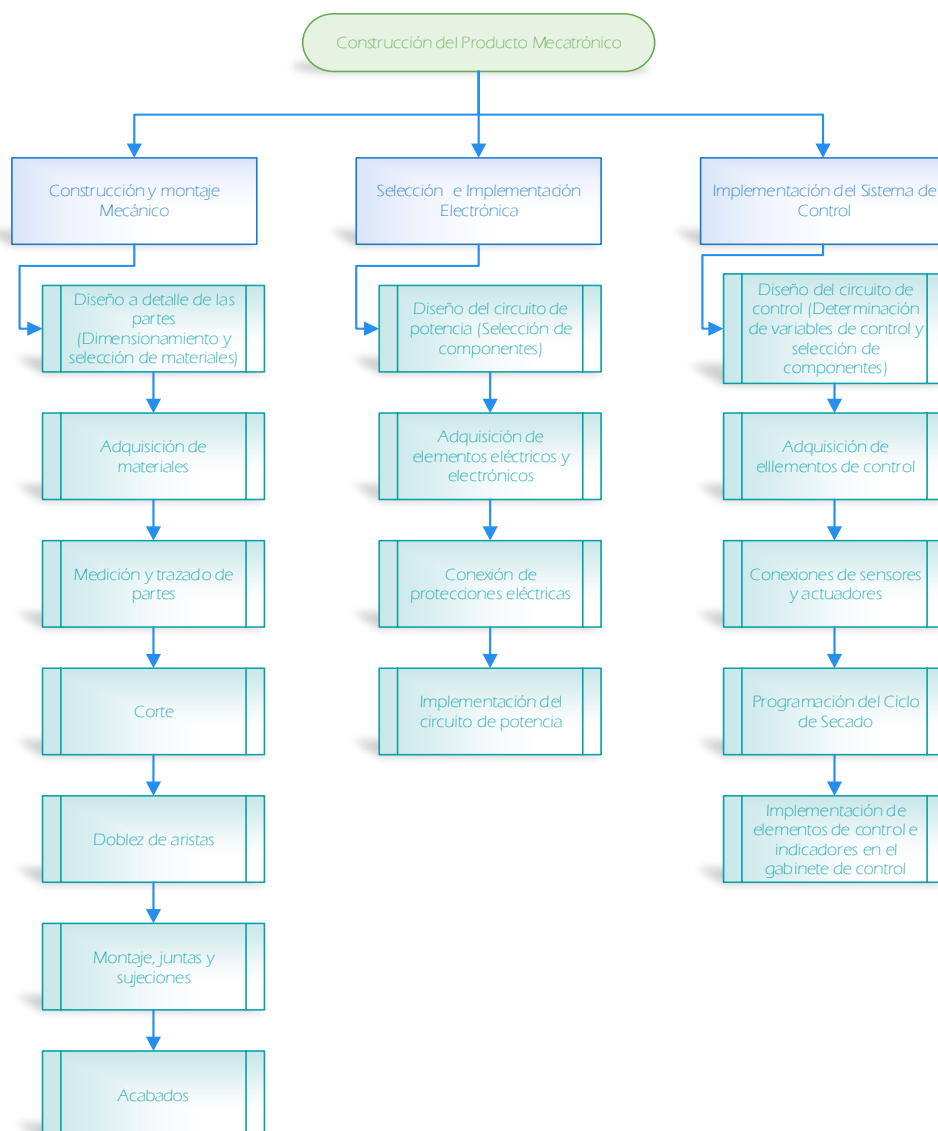 Construcción del Producto Mecatrónico
Construcción y montaje
Mecánico
Diseño a detalle de las
partes
(Dimensionamiento y
selección de materiales)
Adquisición de
materiales
Medición y trazado de
partes
Corte
Doblez de aristas
Montaje, juntas y
sujeciones
Acabados
Selección e Implementación
Electrónica
Diseño del circuito de
potencia (Selección de
componentes)
Adquisición de
elementos eléctricos y
electrónicos
Conexión de
protecciones eléctricas
Implementación del
circuito de potencia
Implementación del Sistema de
Control
Diseño del circuito de
control (Determinación
de variables de control y
selección de
componentes)
Adquisición de
elllementos de control
Conexiones de sensores
y actuadores
Programación del Ciclo
de Secado
Implementación de
elementos de control e
indicadores en el
gabinete de control